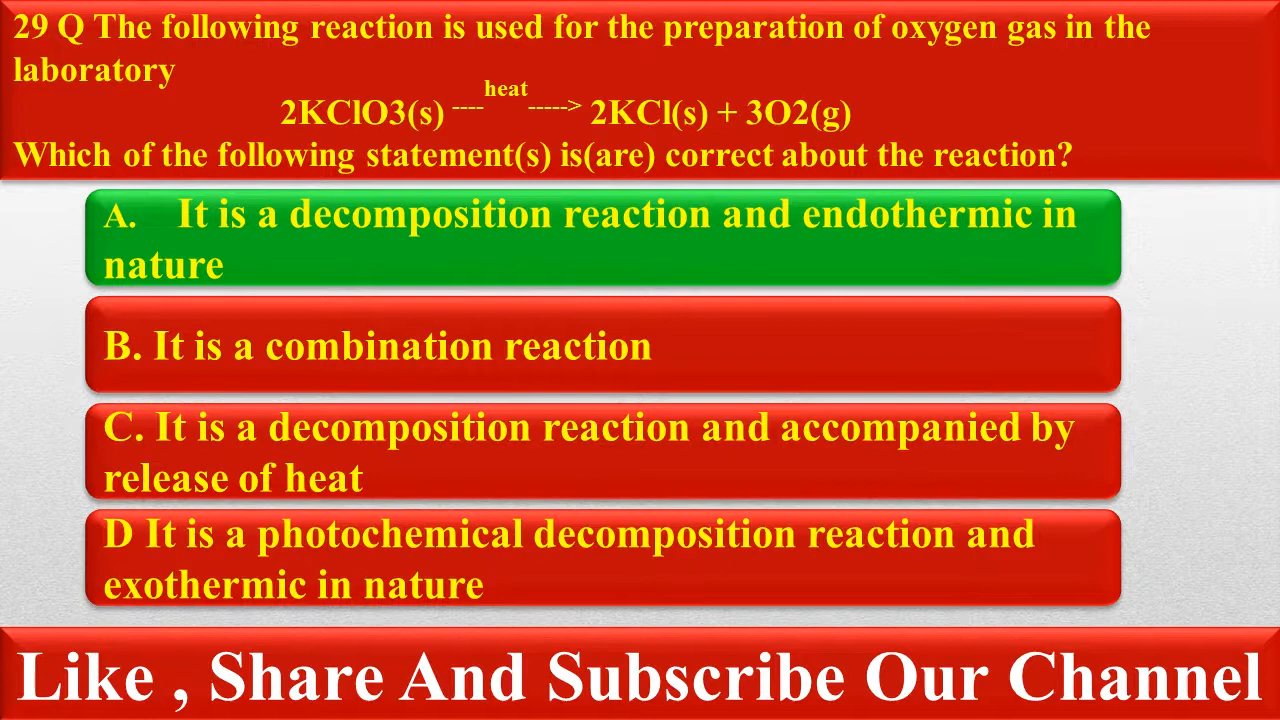 29 Q The following reaction is used for the preparation of oxygen gas in the
laboratory
2KClO3(s) ----heat-----> 2KCl(s) + 3O2(g)
Which of the following statement(s) is(are) correct about the reaction?
A. It is a decomposition reaction and endothermic in
nature
B. It is a combination reaction
C. It is a decomposition reaction and accompanied by
release of heat
D It is a photochemical decomposition reaction and
exothermic in nature
Like , Share And Subscribe Our Channel